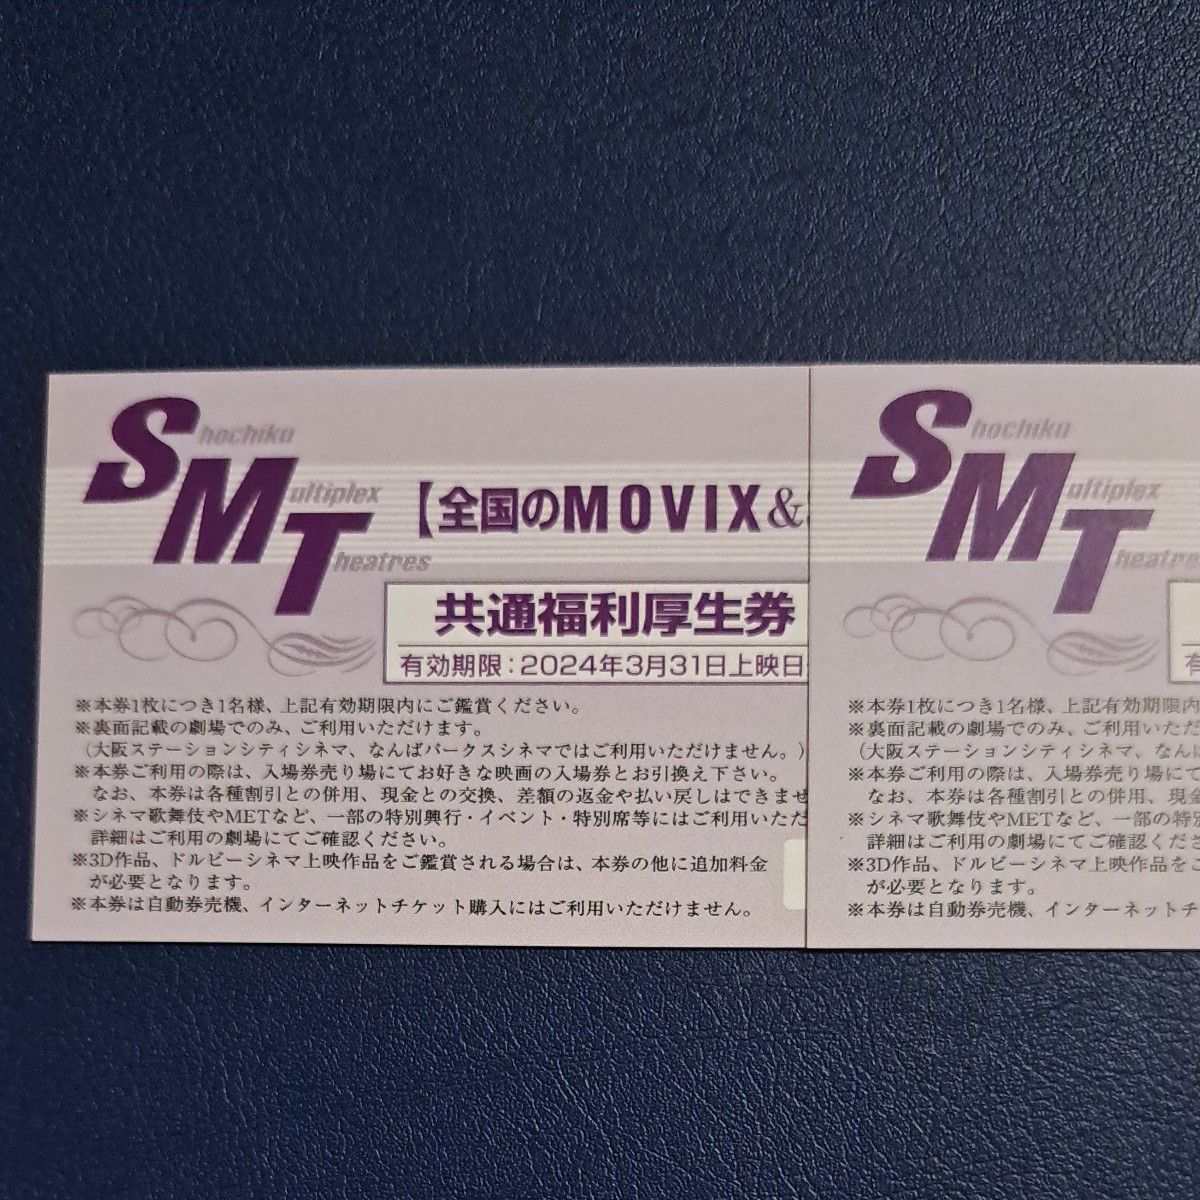 Shochiku
Multiplex
Theatres
【全国のMOVIX&
共通福利厚生券
有効期限:2024年3月31日上映日
※本券1枚につき1名様、上記有効期限内にご鑑賞ください。
※裏面記載の劇場でのみ、ご利用いただけます。
(大阪ステーションシティシネマ、なんばパークスシネマではご利用いただけません。)
※本券ご利用の際は、入場券売り場にてお好きな映画の入場券とお引換え下さい。
なお、本券は各種割引との併用、現金との交換、差額の返金や払い戻しはできませ
※シネマ歌舞伎やMETなど、一部の特別興行・イベント・特別席等にはご利用いただ
詳細はご利用の劇場にてご確認ください。
※3D作品、ドルビーシネマ上映作品をご鑑賞される場合は、本券の他に追加料金
が必要となります。
※本券は自動券売機、インターネットチケット購入にはご利用いただけません。
Shochiku
Multiplex
Theatres
※本券1枚につき1名様、上記有効期限内
※裏面記載の劇場でのみ、ご利用いただ
(大阪ステーションシティシネマ、なん
※本券ご利用の際は、入場券売り場にて
なお、本券は各種割引との併用、現金
※シネマ歌舞伎やMETなど、一部の特別
詳細はご利用の劇場にてご確認くださ
※3D作品、ドルビーシネマ上映作品をご
が必要となります。
※本券は自動券売機、インターネットチ